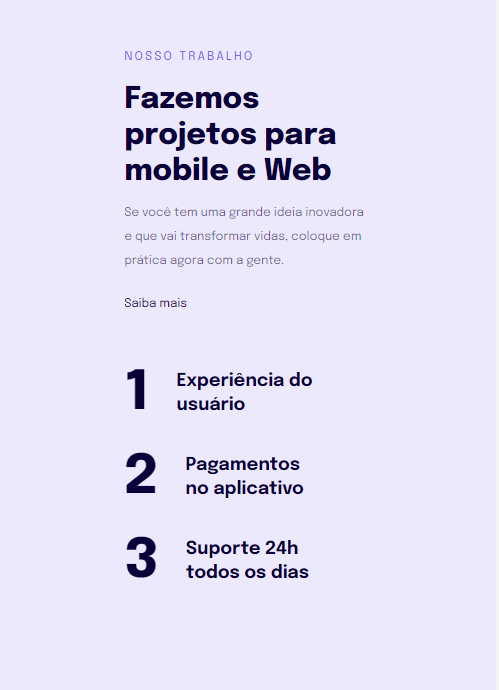 NOSSO TRABALHO
Fazemos
projetos para
mobile e Web
Se você tem uma grande ideia inovadora
e que vai transformar vidas, coloque em
prática agora com a gente.
Saiba mais
1 Experiência do
usuário
2 Pagamentos
no aplicativo
3 Suporte 24h
todos os dias